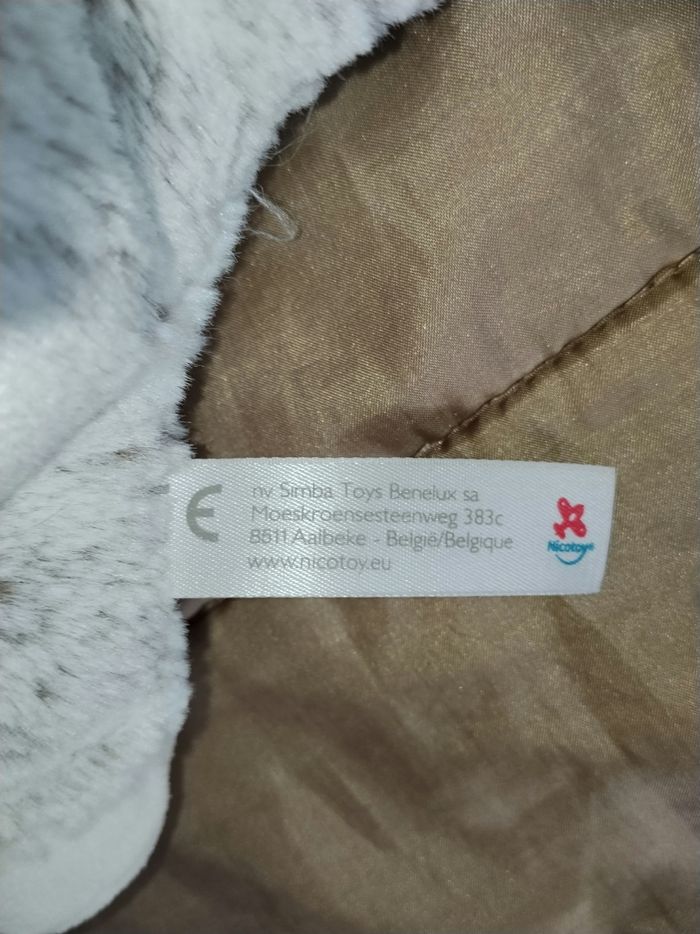 CE
nv Simba Toys Benelux sa
Moeskroensesteenweg 383c
8511 Aalbeke - België/Belgique
www.nicotoy.eu
Nicotoy®